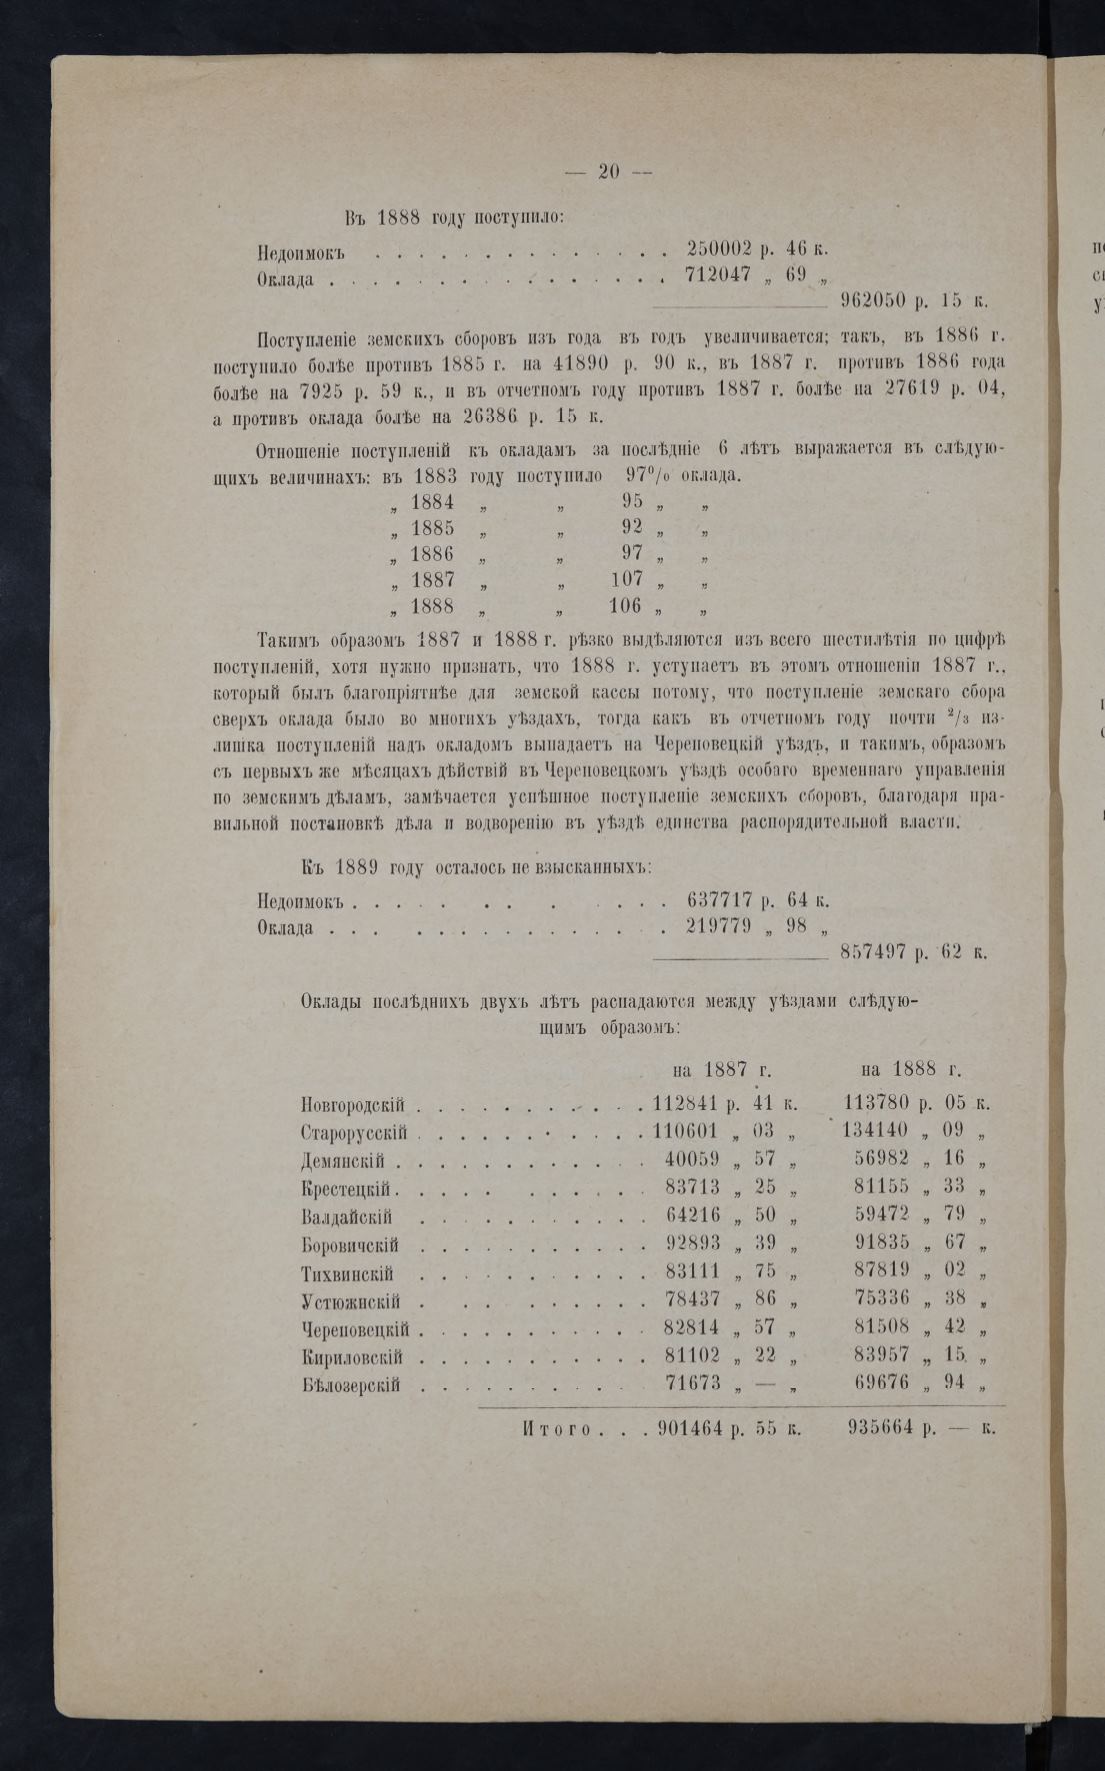 — 20 —
Въ 1888 году поступило:
Недоимокъ . . . . . . . . . . . . . . 250002 р. 46 к.
Оклада . . . . . . . . . . . . . . . . 712047 „ 69 „
962050 р. 15 к.
Поступленіе земскихъ сборовъ изъ года въ годъ увеличивается; такъ, въ 1886 г.
поступило болѣе противъ 1885 г. на 41890 р. 90 к., въ 1887 г. противъ 1886 года
болѣе на 7925 р. 59 к., и въ отчетномъ году противъ 1887 г. болѣе на 27619 р. 04,
а противъ оклада болѣе на 26386 р. 15 к.
Отношеніе поступленій къ окладамъ за послѣдніе 6 лѣтъ выражается въ слѣдую-
щихъ величинахъ: въ 1883 году поступило 97% оклада.
„ 1884 „ „ 95 „ „
„ 1885 „ „ 92 „ „
„ 1886 „ „ 97 „ „
„ 1887 „ „ 107 „ „
„ 1888 „ „ 106 „ „
Такимъ образомъ 1887 и 1888 г. рѣзко выдѣляются изъ всего шестилѣтія по цифрѣ
поступленій, хотя нужно признать, что 1888 г. уступаетъ въ этомъ отношеніи 1887 г.,
который былъ благопріятнѣе для земской кассы потому, что поступленіе земскаго сбора
сверхъ оклада было во многихъ уѣздахъ, тогда какъ въ отчетномъ году почти 2/3 из-
лишка поступленій надъ окладомъ выпадаетъ на Череповецкій уѣздъ, и такимъ, образомъ
съ первыхъ же мѣсяцахъ дѣйствій въ Череповецкомъ уѣздѣ особаго временнаго управленія
по земскимъ дѣламъ, замѣчается успѣшное поступленіе земскихъ сборовъ, благодаря пра-
вильной постановкѣ дѣла и водворенію въ уѣздѣ единства распорядительной власти.
Къ 1889 году осталось не взысканныхъ:
Недоимокъ . . . . . . . . . . . . 637717 р. 64 к.
Оклада . . . . . . . . . . . . . 219779 „ 98 „
857497 р. 62 к.
Оклады послѣднихъ двухъ лѣтъ распадаются между уѣздами слѣдую-
щимъ образомъ:
на 1887 г. на 1888 г.
Новгородскій . . . . . . . . . . . 112841 р. 41 к. 113780 р. 05 к.
Старорусскій . . . . . . . . . . . 110601 „ 03 „ 134140 „ 09 „
Демянскій . . . . . . . . . . . . 40059 „ 57 „ 56982 „ 16 „
Крестецкій . . . . . . . . . . . 83713 „ 25 „ 81155 „ 33 „
Валдайскій . . . . . . . . . . . 64216 „ 50 „ 59472 „ 79 „
Боровичскій . . . . . . . . . . . 92893 „ 39 „ 91835 „ 67 „
Тихвинскій . . . . . . . . . . . 83111 „ 75 „ 87819 „ 02 „
Устюжнскій . . . . . . . . . 78437 „ 86 „ 75336 „ 38 „
Череповецкій . . . . . . . . . . . 82814 „ 57 „ 81508 „ 42 „
Кириловскій . . . . . . . . . . . 81102 „ 22 „ 83957 „ 15 „
Бѣлозерскій . . . . . . . . . . 71673 „ — „ 69676 „ 94 „
Итого . . . 901464 р. 55 к. 935664 р. — к.